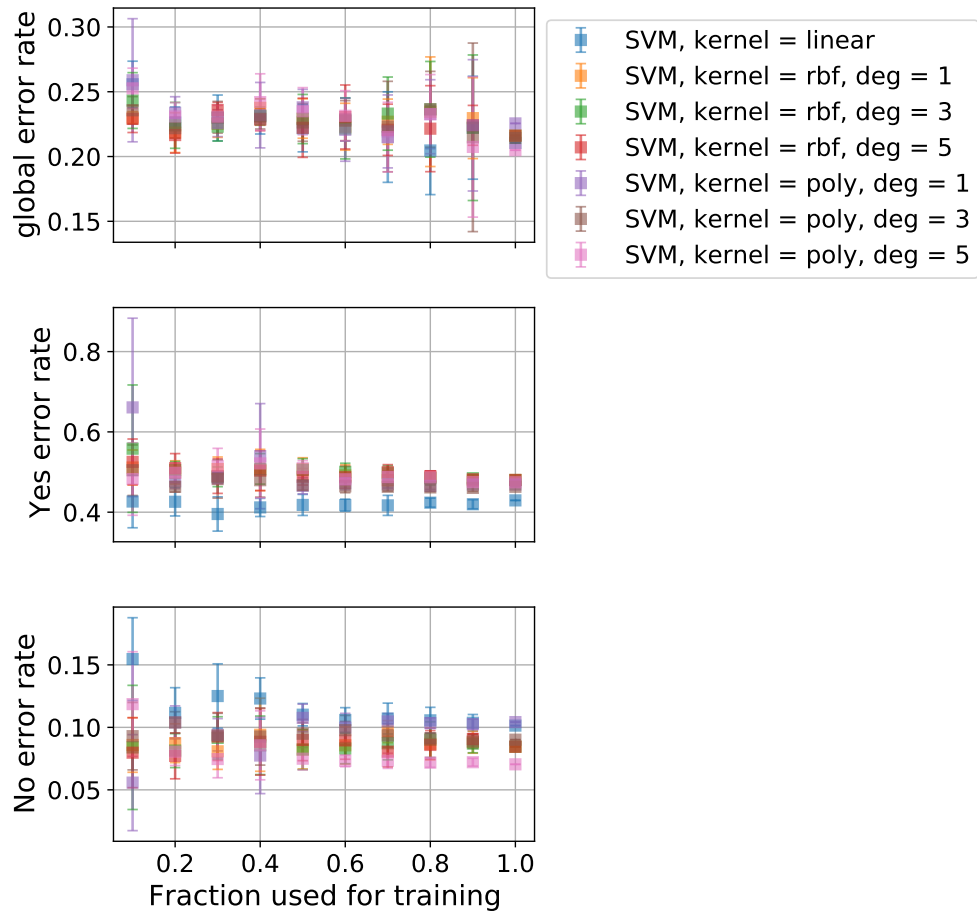 global error rate
0.30
0.25
0.20
0.15
SVM, kernel = linear
SVM, kernel = rbf, deg = 1
SVM, kernel = rbf, deg = 3
SVM, kernel = rbf, deg = 5
SVM, kernel = poly, deg = 1
SVM, kernel = poly, deg = 3
SVM, kernel = poly, deg = 5
Yes error rate
0.8
0.6
0.4
No error rate
0.15
0.10
0.05
0.2 0.4 0.6 0.8 1.0
Fraction used for training